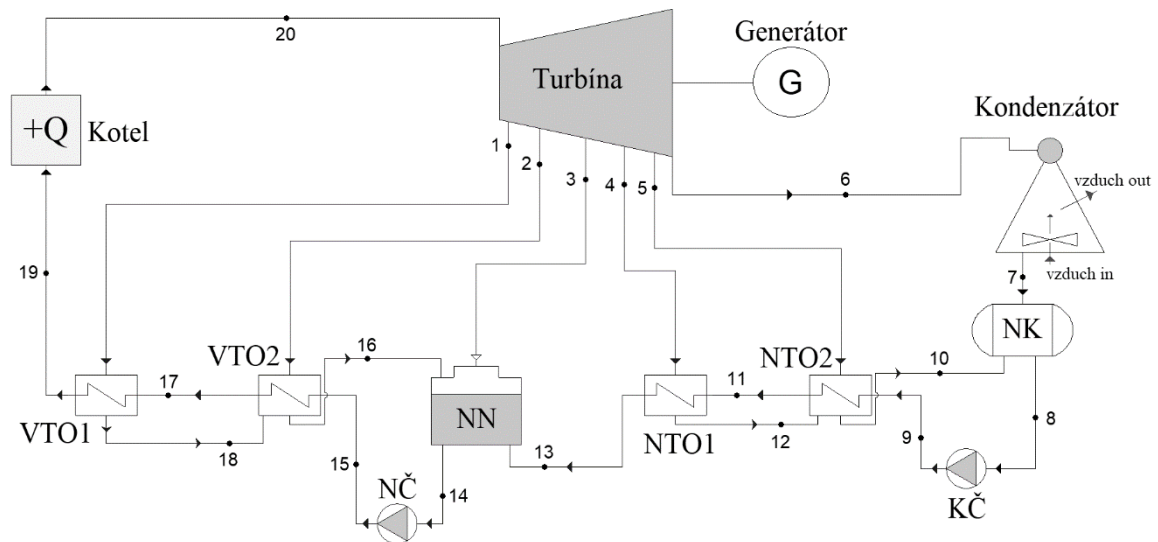 20
Generátor
G
Turbína
Kondenzátor
+Q Kotel
1
2
3
4
5
6
vzduch out
vzduch in
19
7
NK
VTO2
16
NTO2
10
17
NN
11
8
VTO1
18
15
NČ
14
13
NTO1
12
9
KČ